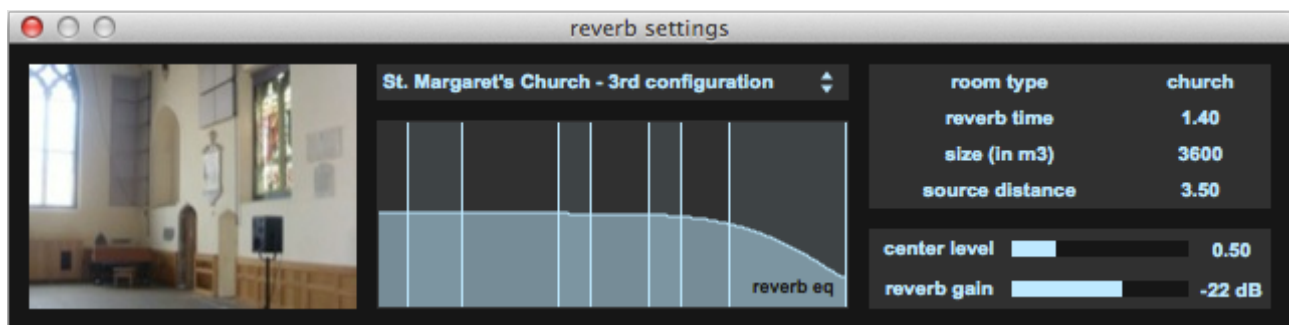 reverb settings
St. Margaret's Church - 3rd configuration
reverb eq
room type church
reverb time 1.40
size (in m3) 3600
source distance 3.50
center level 0.50
reverb gain -22 dB